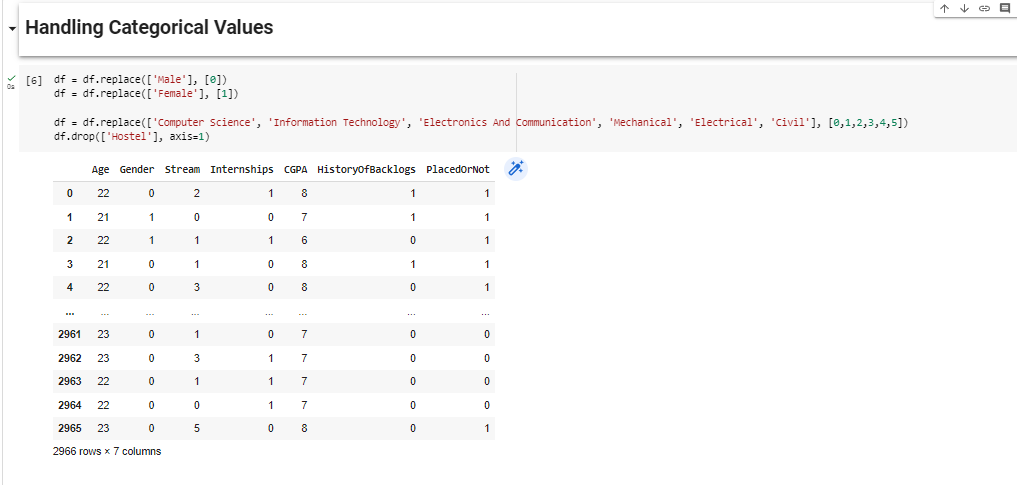 Handling Categorical Values
[6] df = df.replace(['Male'], [0])
0s
df = df.replace(['Female'], [1])
df = df.replace(['Computer Science', 'Information Technology', 'Electronics And Communication', 'Mechanical', 'Electrical', 'Civil'], [0,1,2,3,4,5])
df.drop(['Hostel'], axis=1)
Age Gender Stream Internships CGPA HistoryOfBacklogs PlacedOrNot
0 22 0 2 1 8 1 1
1 21 1 0 0 7 1 1
2 22 1 1 1 6 0 1
3 21 0 1 0 8 1 1
4 22 0 3 0 8 0 1
... ... ... ... ... ... ... ...
2961 23 0 1 0 7 0 0
2962 23 0 3 1 7 0 0
2963 22 0 1 1 7 0 0
2964 22 0 0 1 7 0 0
2965 23 0 5 0 8 0 1
2966 rows × 7 columns